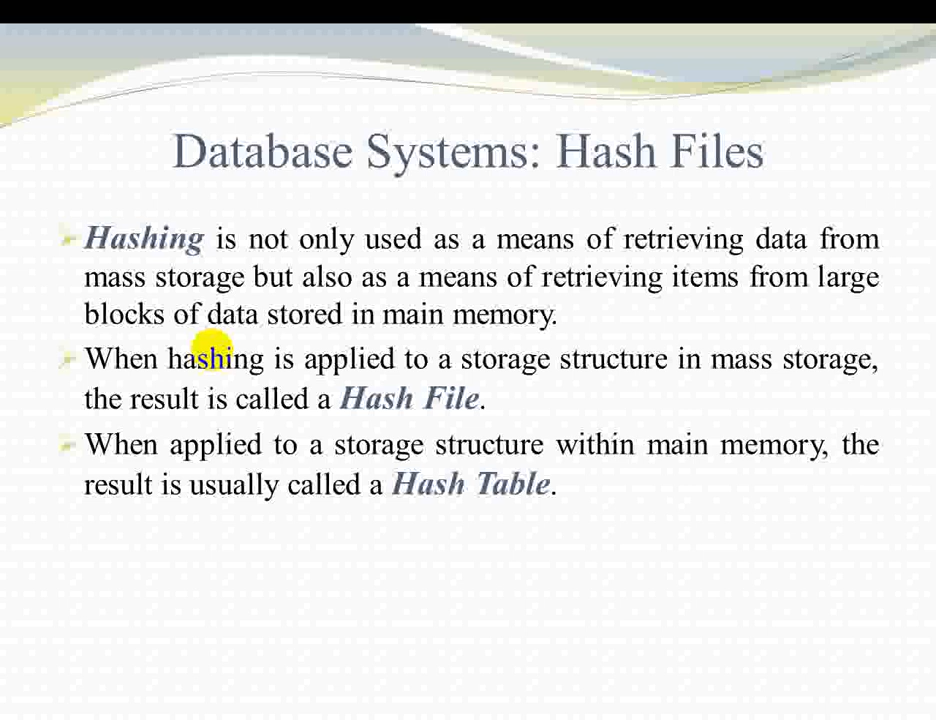 Database Systems: Hash Files
Hashing is not only used as a means of retrieving data from
mass storage but also as a means of retrieving items from large
blocks of data stored in main memory.
When hashing is applied to a storage structure in mass storage,
the result is called a Hash File.
When applied to a storage structure within main memory, the
result is usually called a Hash Table.